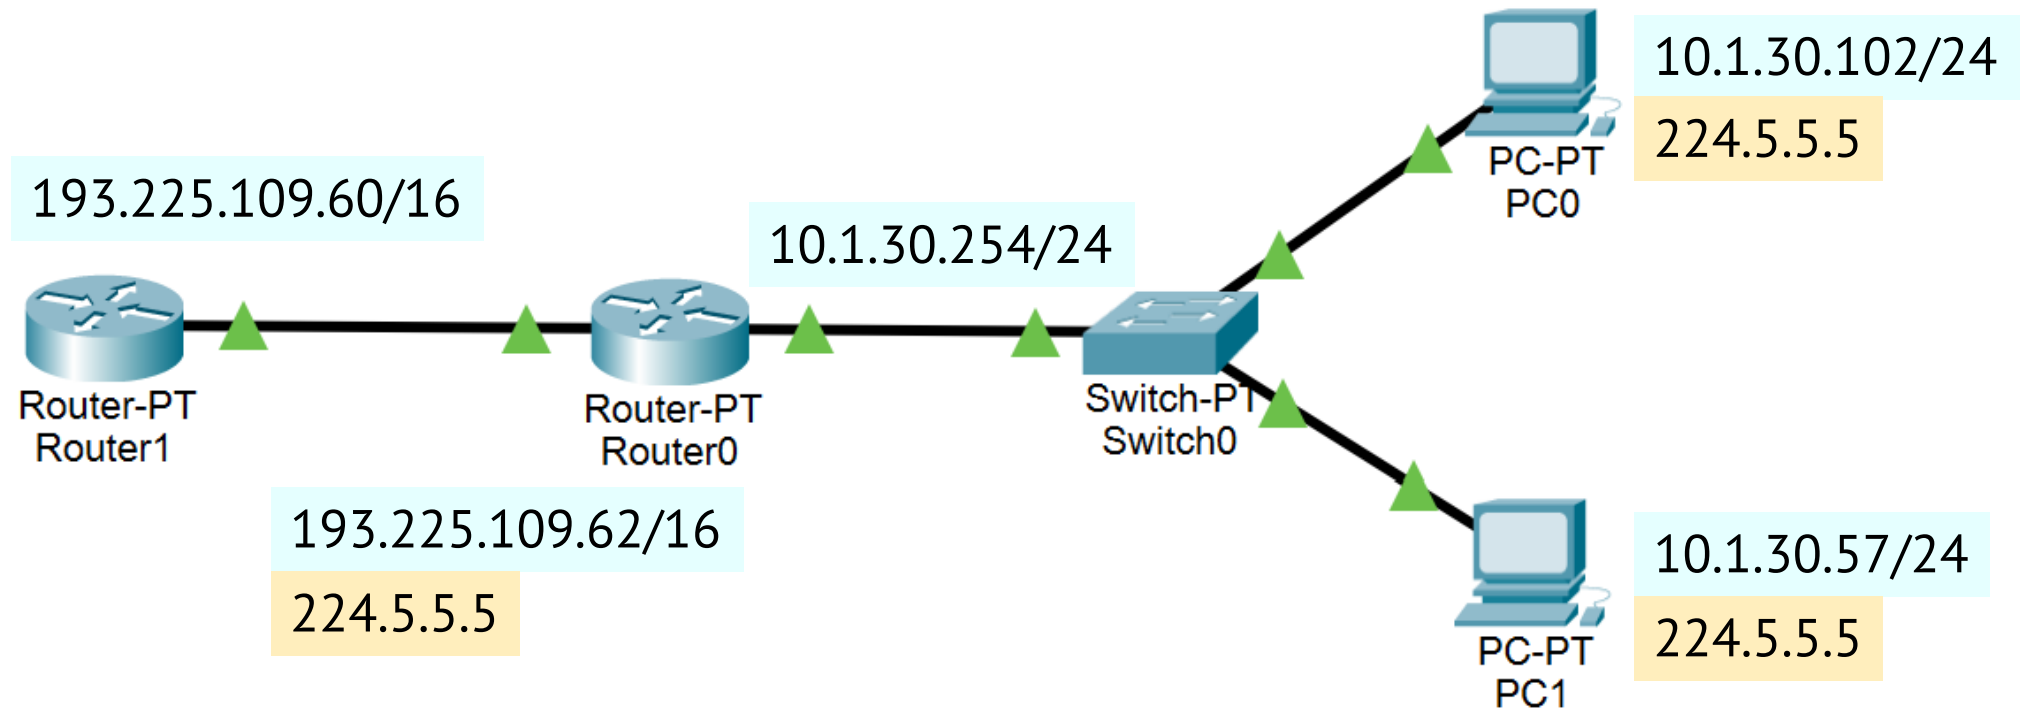 10.1.30.102/24
224.5.5.5
PC-PT
PC0
193.225.109.60/16
10.1.30.254/24
Router-PT
Router1
Router-PT
Router0
Switch-PT
Switch0
193.225.109.62/16
224.5.5.5
10.1.30.57/24
224.5.5.5
PC-PT
PC1